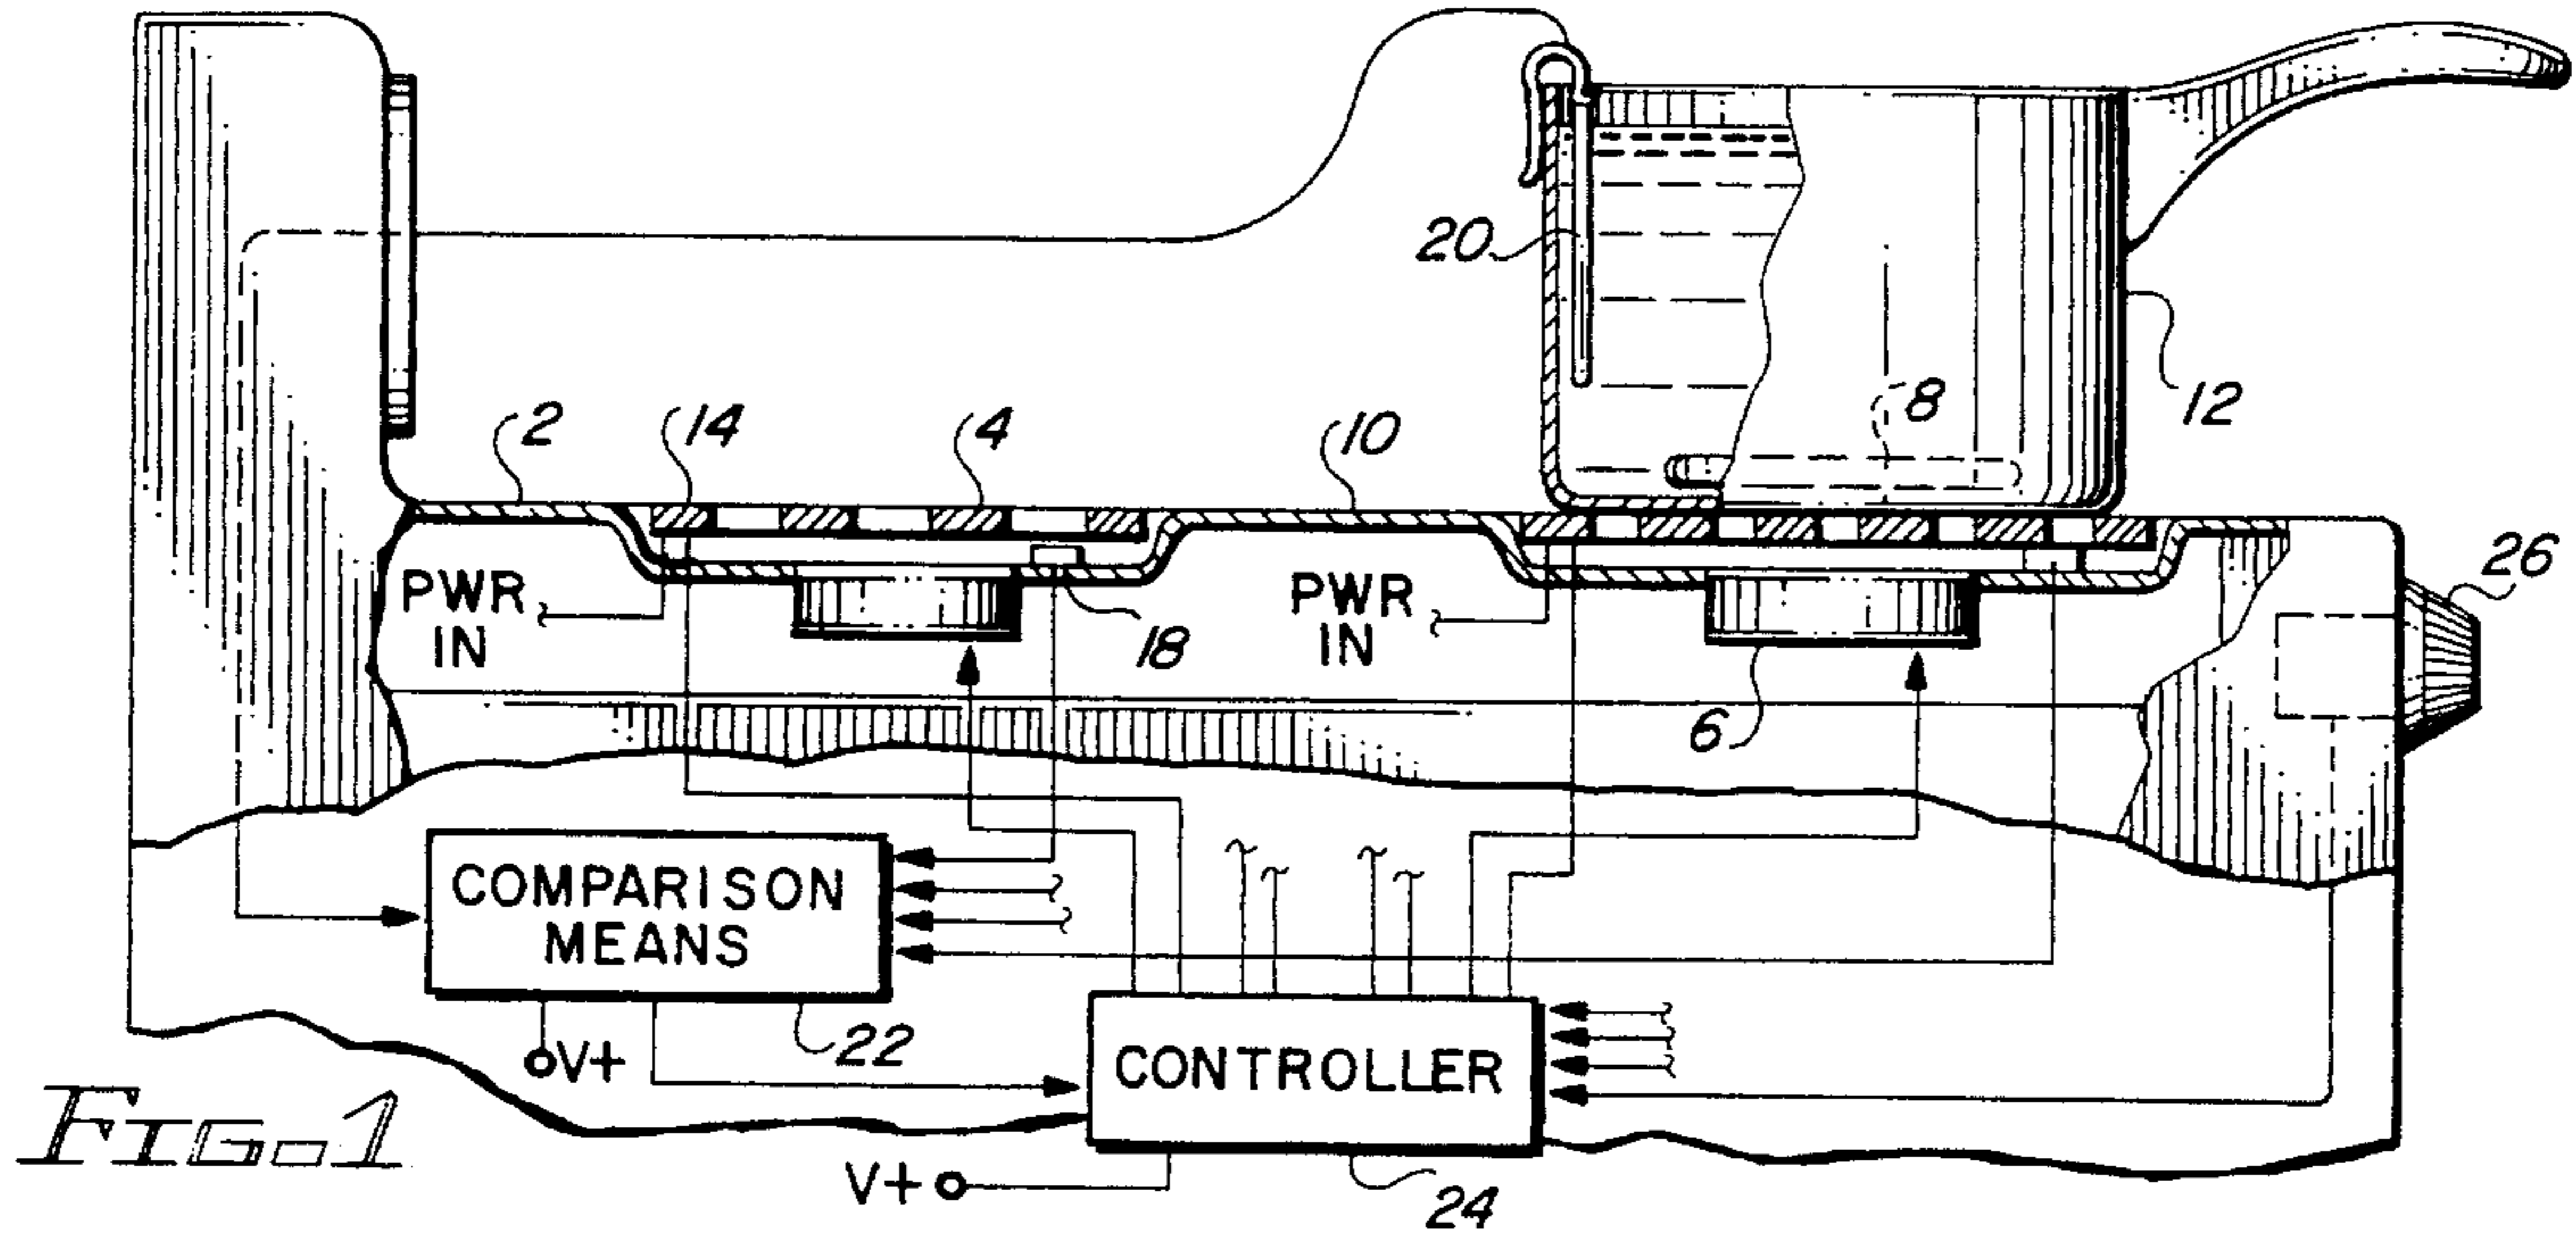 20
8
12
2
14
4
10
26
PWR
IN
18
PWR
IN
6
COMPARISON
MEANS
22
V+
CONTROLLER
V+
24
FIG. 1